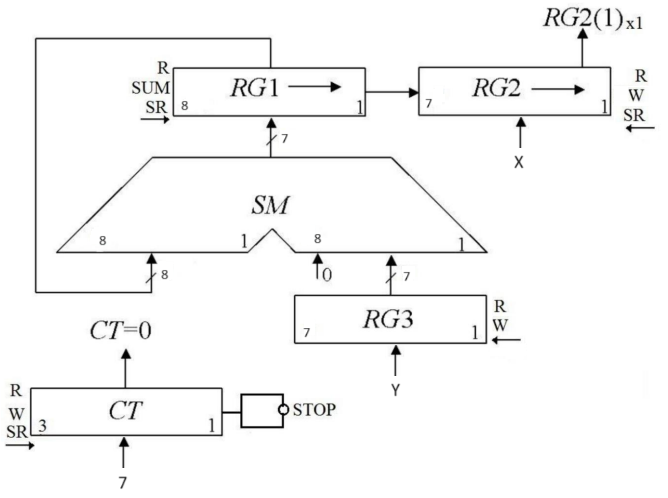 RG2(1)x1
R
SUM
SR
RG1
8
1
7
RG2
1
R
W
SR
7
X
SM
8
1
8
1
8
0
7
RG3
7
1
R
W
Y
CT=0
R
W
SR
CT
3
1
STOP
7